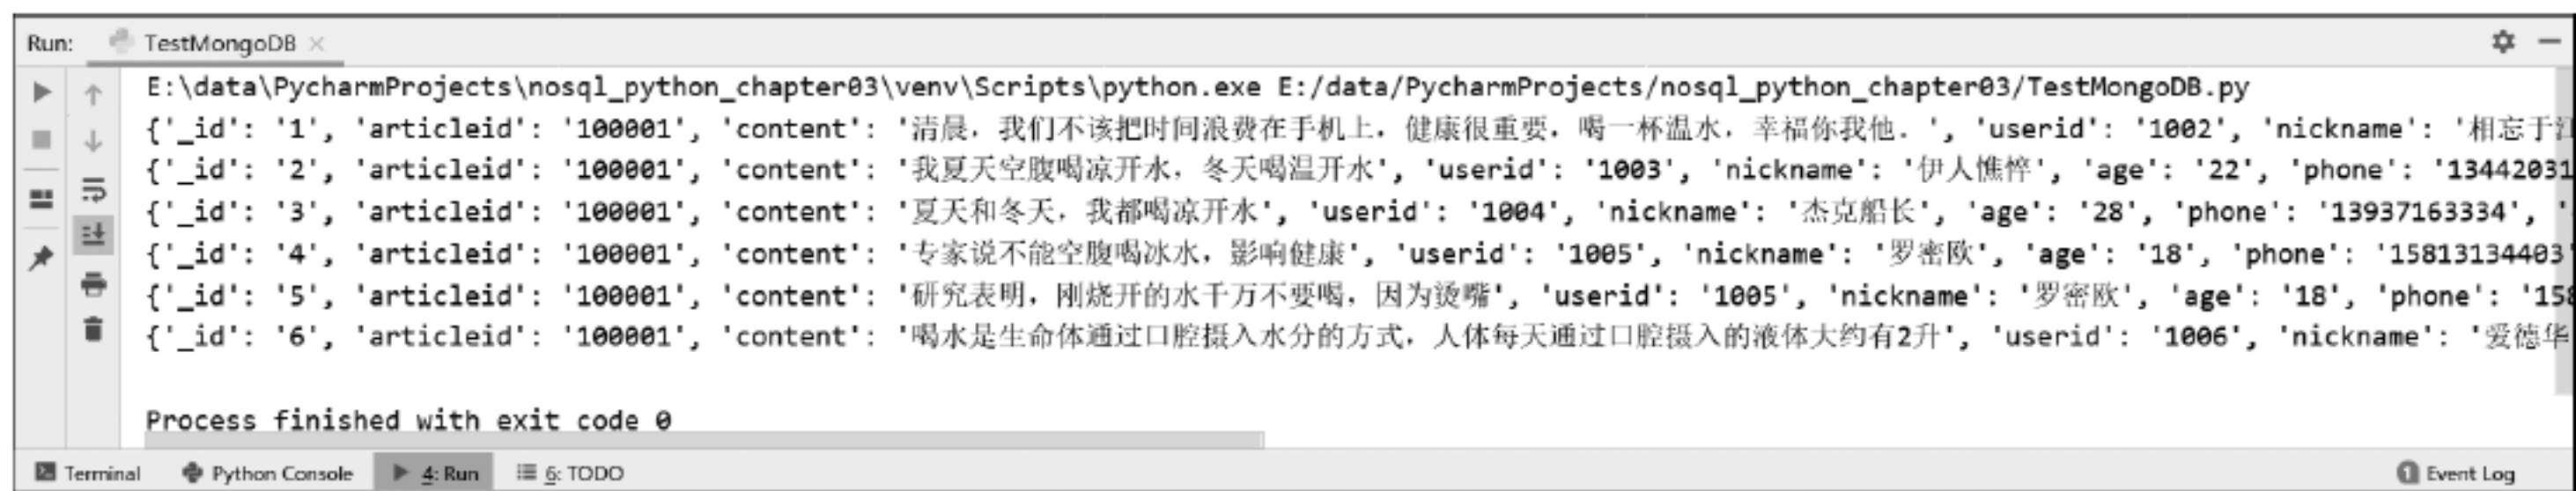 Run: TestMongoDB
E:\data\PycharmProjects\nosql_python_chapter03\venv\Scripts\python.exe E:/data/PycharmProjects/nosql_python_chapter03/TestMongoDB.py
{'_id': '1', 'articleid': '100001', 'content': '清晨，我们不该把时间浪费在手机上，健康很重要，喝一杯温水，幸福你我他．', 'userid': '1002', 'nickname': '相忘于
{'_id': '2', 'articleid': '100001', 'content': '我夏天空腹喝凉开水，冬天喝温开水', 'userid': '1003', 'nickname': '伊人憔悴', 'age': '22', 'phone': '13442031
{'_id': '3', 'articleid': '100001', 'content': '夏天和冬天，我都喝凉开水', 'userid': '1004', 'nickname': '杰克船长', 'age': '28', 'phone': '13937163334', '
{'_id': '4', 'articleid': '100001', 'content': '专家说不能空腹喝冰水，影响健康', 'userid': '1005', 'nickname': '罗密欧', 'age': '18', 'phone': '15813134403'
{'_id': '5', 'articleid': '100001', 'content': '研究表明，刚烧开的水千万不要喝，因为烫嘴', 'userid': '1005', 'nickname': '罗密欧', 'age': '18', 'phone': '158
{'_id': '6', 'articleid': '100001', 'content': '喝水是生命体通过口腔摄入水分的方式，人体每天通过口腔摄入的液体大约有2升', 'userid': '1006', 'nickname': '爱德华
Process finished with exit code 0
Terminal Python Console 4: Run 6: TODO 1 Event Log